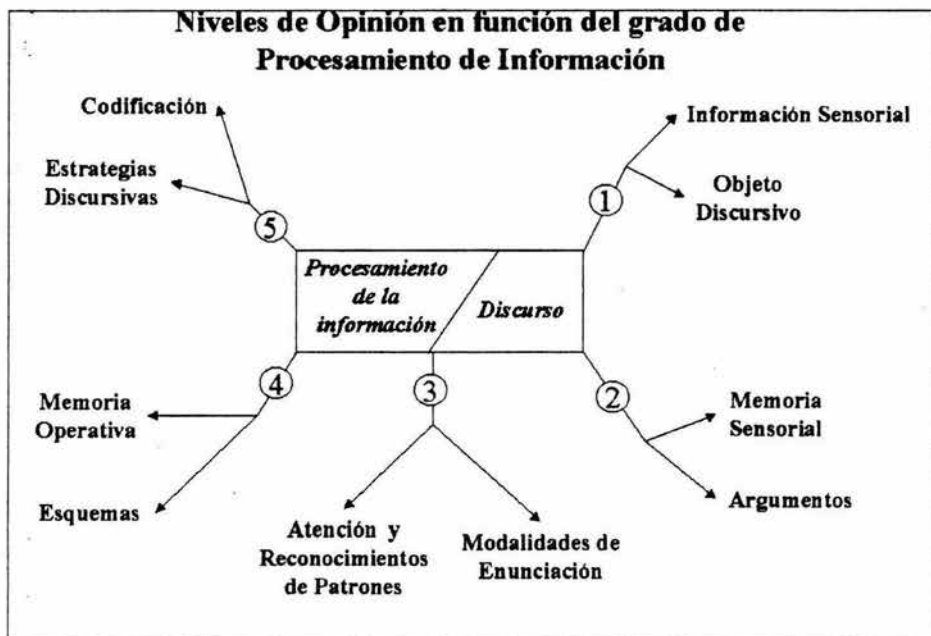 Niveles de Opinión en función del grado de
Procesamiento de Información
Codificación
Información Sensorial
Estrategias
Discursivas
Objeto
Discursivo
1
5
Procesamiento
de la
información
Discurso
4
3
2
Memoria
Operativa
Memoria
Sensorial
Esquemas
Argumentos
Atención y
Reconocimientos
de Patrones
Modalidades de
Enunciación